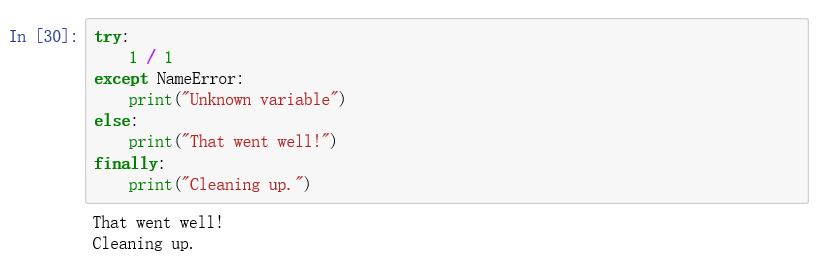 In [30]: try:
    1 / 1
except NameError:
    print("Unknown variable")
else:
    print("That went well!")
finally:
    print("Cleaning up.")
That went well!
Cleaning up.